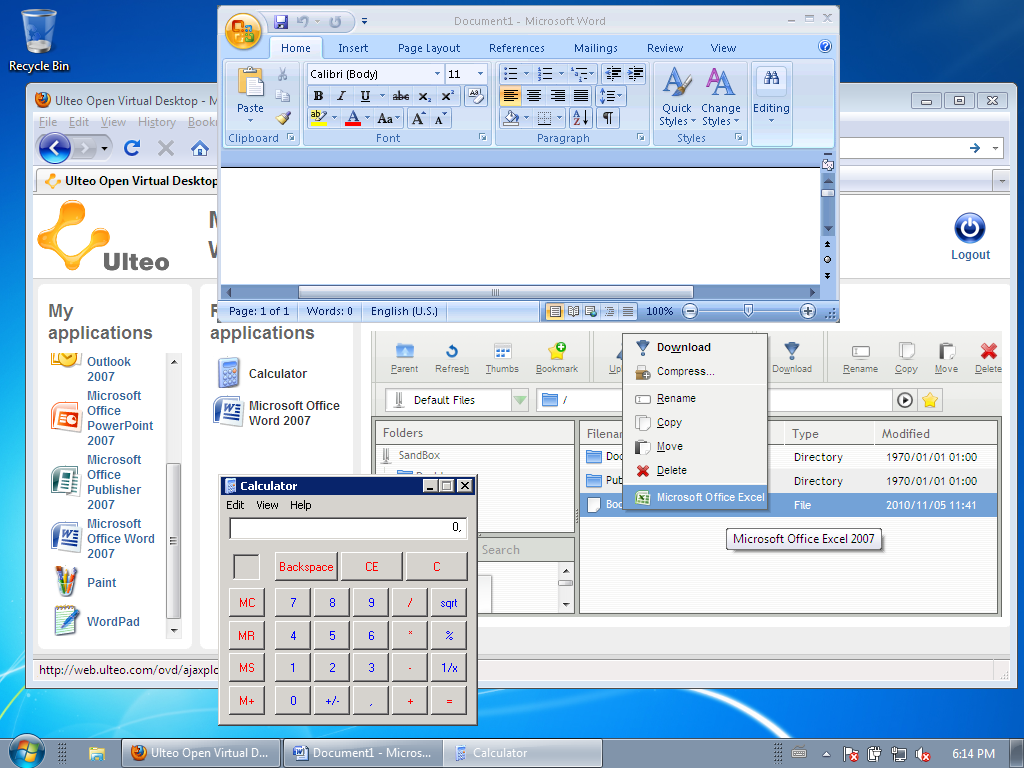 Recycle Bin
Document1 - Microsoft Word
Home Insert Page Layout References Mailings Review View
Paste
Clipboard
Calibri (Body) 11
B I U abc x₂ x²
ab Aa A A
Font
Paragraph
Quick Styles
Change Styles
Styles
Editing
Page: 1 of 1 Words: 0 English (U.S.) 100%
Ulteo Open Virtual Desktop - M
File Edit View History Bookm
Ulteo Open Virtual Desktop
Ulteo
Logout
My
applications
Outlook
2007
Microsoft
Office
PowerPoint
2007
Microsoft
Office
Publisher
2007
Microsoft
Office Word
2007
Paint
WordPad
applications
Calculator
Microsoft Office
Word 2007
Parent Refresh Thumbs Bookmark Download Rename Copy Move Delete
Default Files /
Folders
SandBox
Search
Filenam Type Modified
Directory 1970/01/01 01:00
Pub Directory 1970/01/01 01:00
File 2010/11/05 11:41
Download
Compress...
Rename
Copy
Move
Delete
Microsoft Office Excel
Microsoft Office Excel 2007
http://web.ulteo.com/ovd/ajaxplo
Calculator
Edit View Help
0,
Backspace CE C
MC 7 8 9 / sqrt
MR 4 5 6 * %
MS 1 2 3 - 1/x
M+ 0 +/- , + =
Ulteo Open Virtual D...
Document1 - Micros...
Calculator
6:14 PM